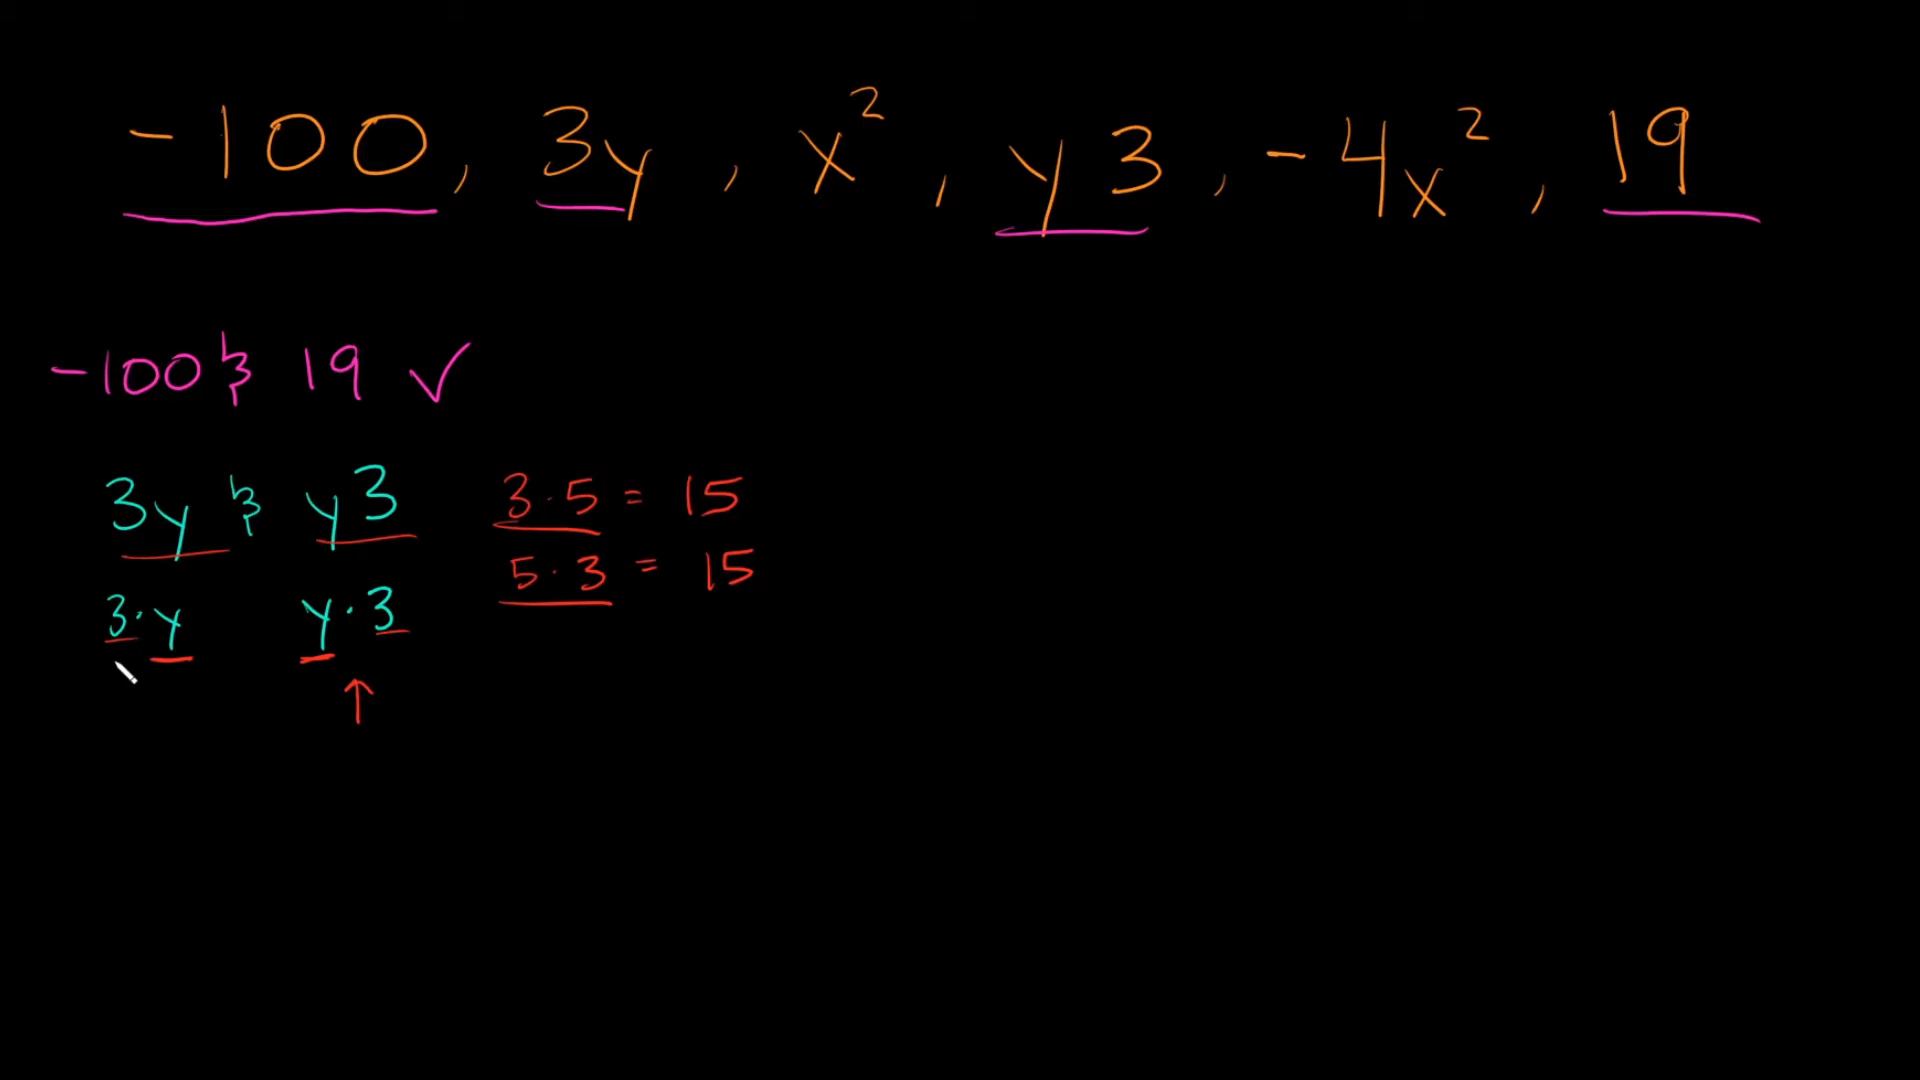 -100, 3y, x², y3, -4x², 19
-100 & 19 ✓
3y & y3 3·5 = 15
5·3 = 15
3·y y·3
↑